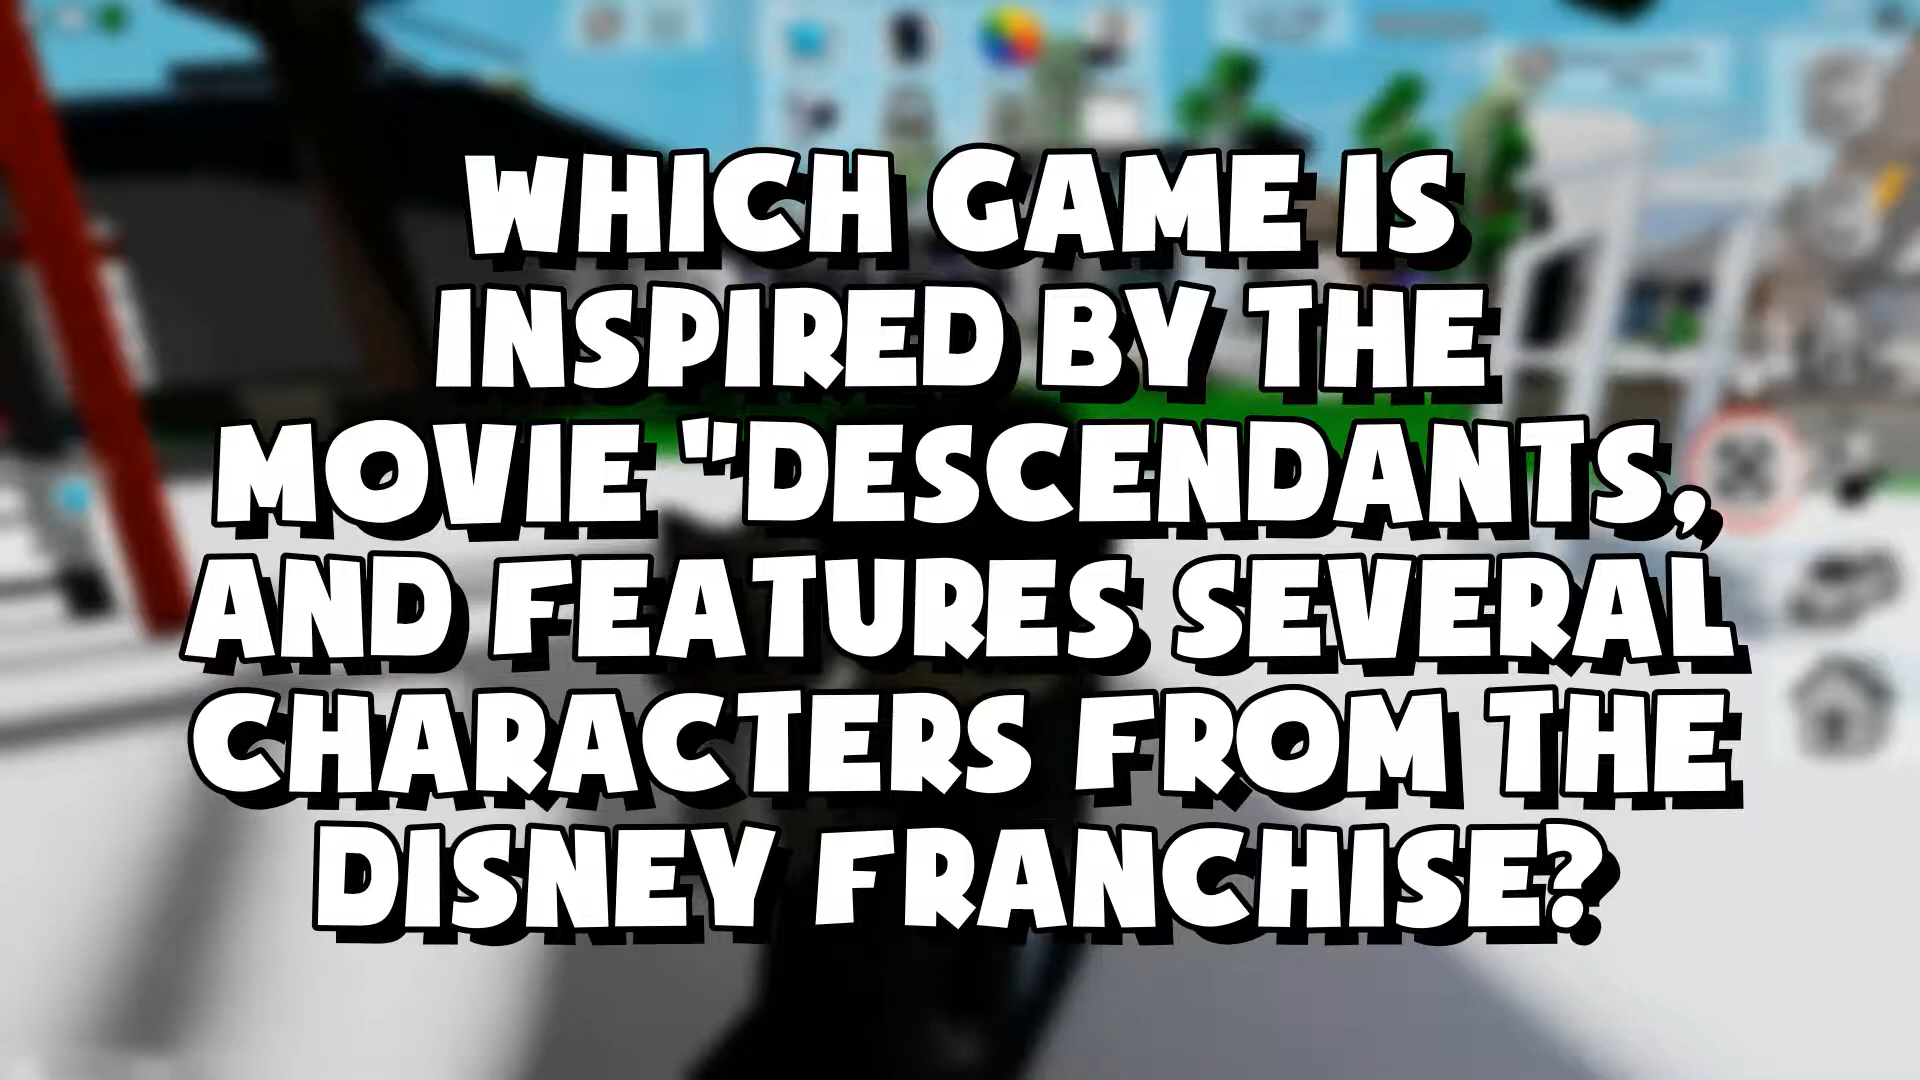 WHICH GAME IS
INSPIRED BY THE
MOVIE "DESCENDANTS,
AND FEATURES SEVERAL
CHARACTERS FROM THE
DISNEY FRANCHISE?